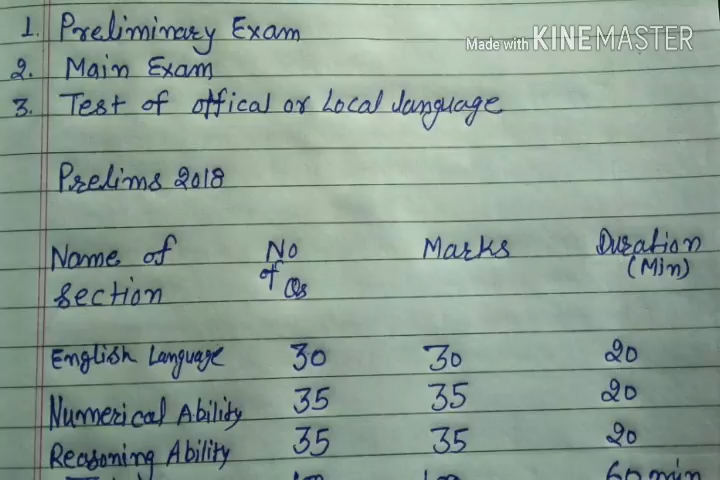 1. Preliminary Exam
Made with KINEMASTER
2. Main Exam
3. Test of offical or Local language
Prelims 2018
Name of section No of Qs Marks Duration (Min)
English Language 30 30 20
Numerical Ability 35 35 20
Reasoning Ability 35 35 20
60 min